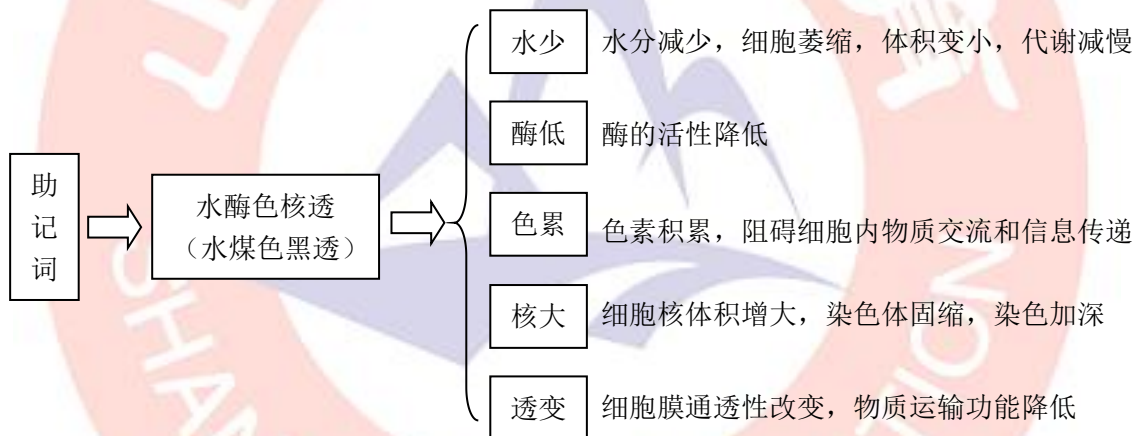 助记词
水酶色核透
（水煤色黑透）
水少 水分减少，细胞萎缩，体积变小，代谢减慢
酶低 酶的活性降低
色累 色素积累，阻碍细胞内物质交流和信息传递
核大 细胞核体积增大，染色体固缩，染色加深
透变 细胞膜通透性改变，物质运输功能降低